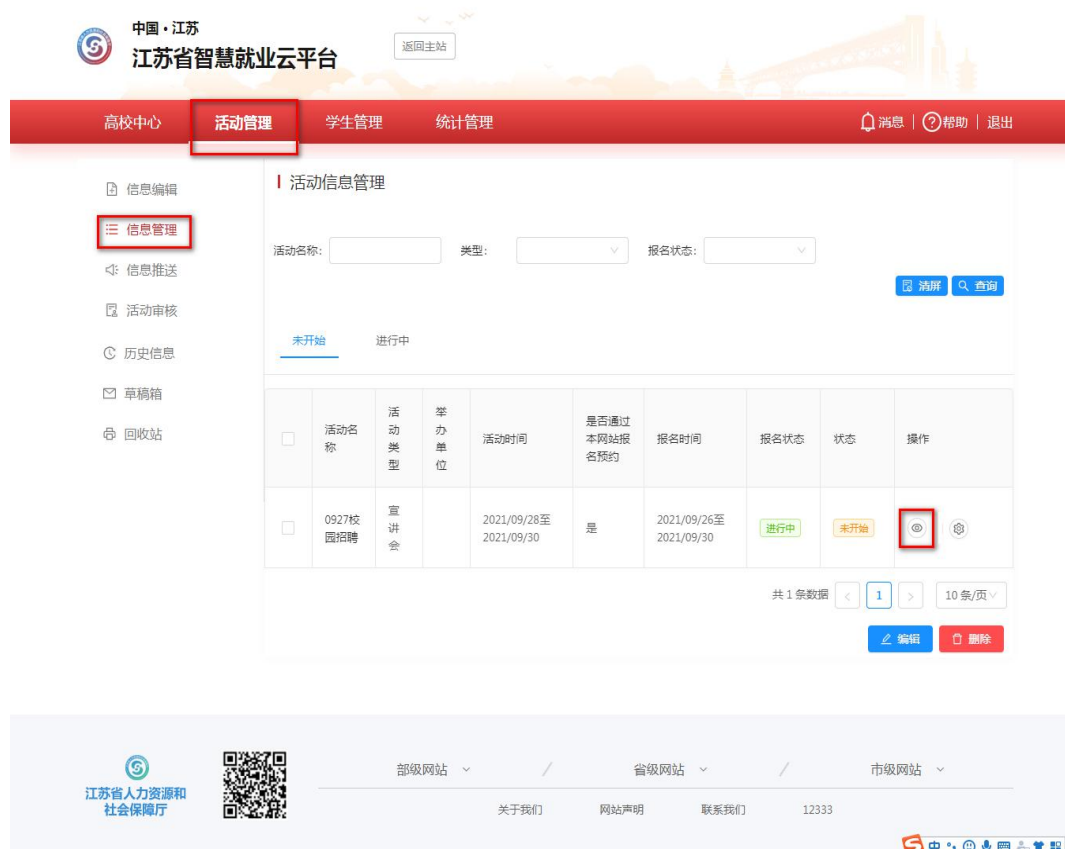 中国·江苏
江苏省智慧就业云平台
返回主站
高校中心
活动管理
学生管理
统计管理
消息
帮助
退出
信息编辑
信息管理
信息推送
活动审核
历史信息
草稿箱
回收站
活动信息管理
活动名称:
类型:
报名状态:
清屏
查询
未开始
进行中
活动名
称
活
动
类
型
举
办
单
位
活动时间
是否通过
本网站报
名预约
报名时间
报名状态
状态
操作
0927校
园招聘
宣
讲
会
2021/09/28至
2021/09/30
是
2021/09/26至
2021/09/30
进行中
未开始
共 1 条数据
1
10 条/页
编辑
删除
江苏省人力资源和
社会保障厅
部级网站
省级网站
市级网站
关于我们
网站声明
联系我们
12333
中